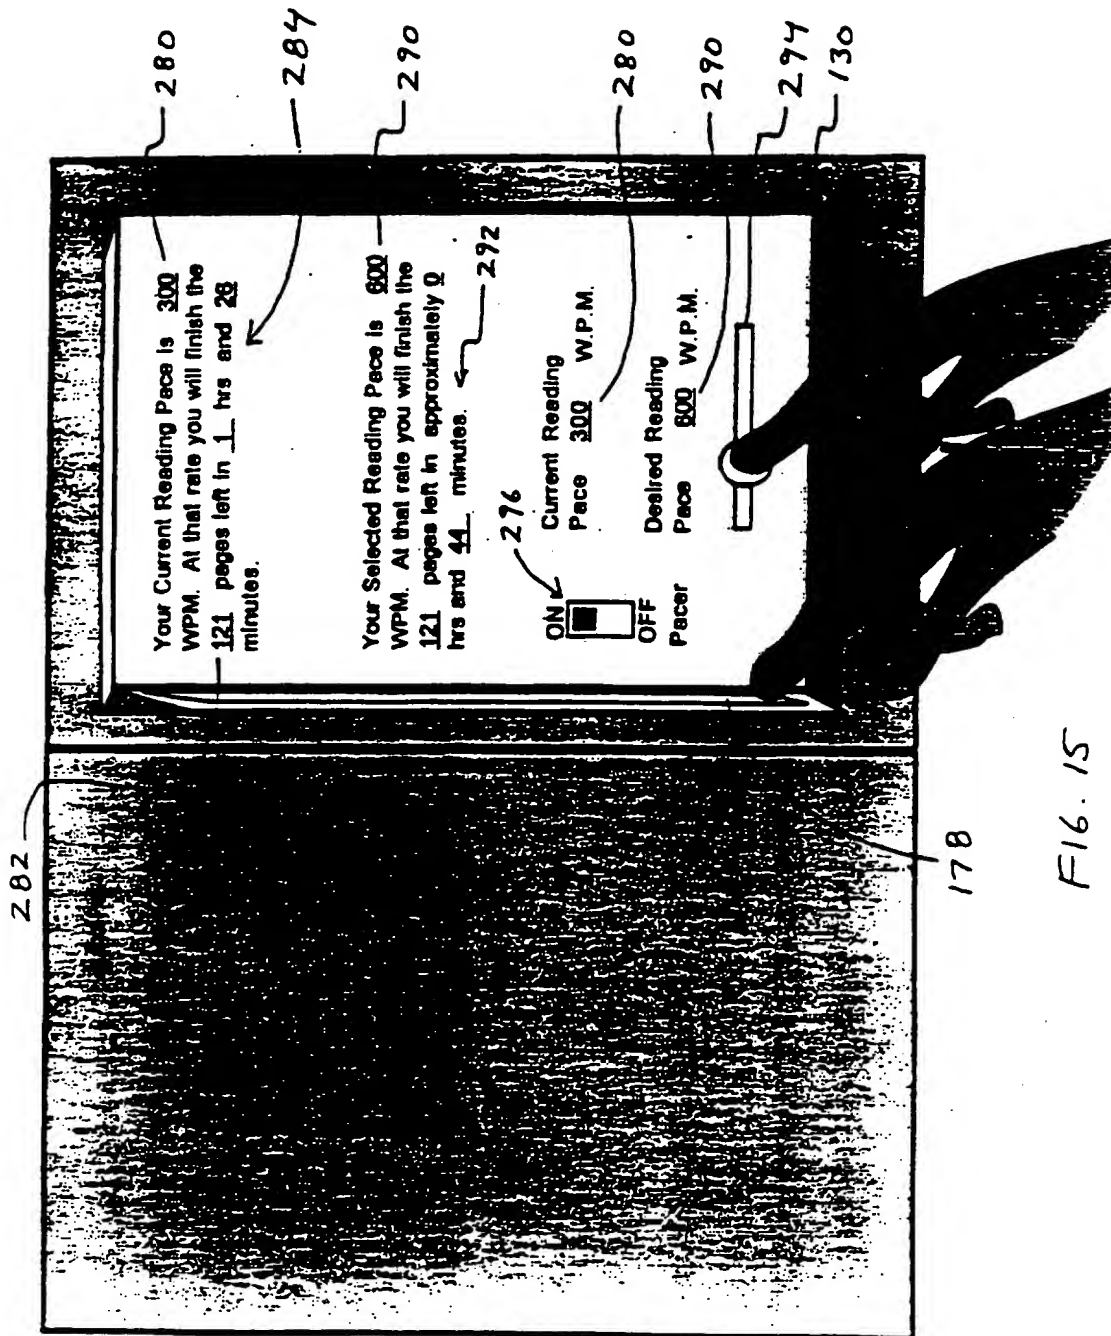 282
Your Current Reading Pace is 300
WPM. At that rate you will finish the
121 pages left in 1 hrs and 28
minutes.
280
284
Your Selected Reading Pace is 600
WPM. At that rate you will finish the
121 pages left in approximately 0
hrs and 44 minutes.
290
292
296
ON
OFF
Pacer
Current Reading
Pace 300 W.P.M.
280
Desired Reading
Pace 600 W.P.M.
290
294
130
178
FIG. 15